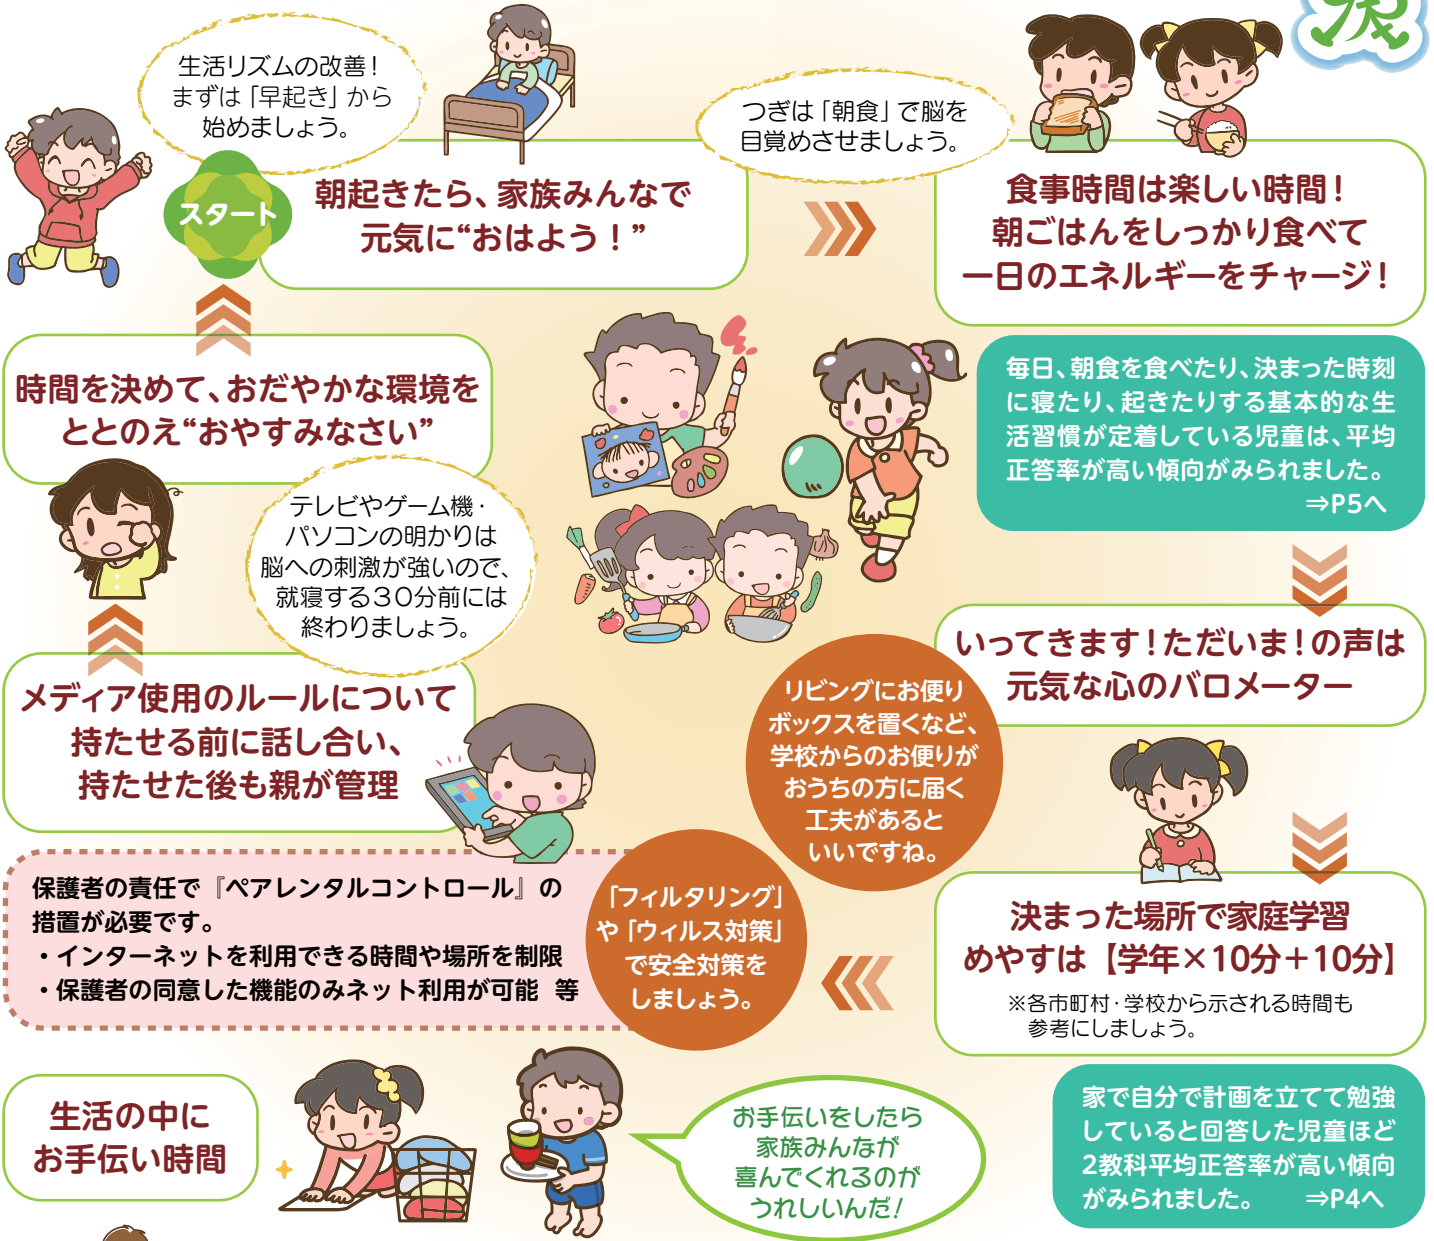 生活リズムの改善！
まずは「早起き」から
始めましょう。
スタート
朝起きたら、家族みんなで
元気に“おはよう！”
つぎは「朝食」で脳を
目覚めさせましょう。
食事時間は楽しい時間！
朝ごはんをしっかり食べて
一日のエネルギーをチャージ！
毎日、朝食を食べたり、決まった時刻
に寝たり、起きたりする基本的な生
活習慣が定着している児童は、平均
正答率が高い傾向がみられました。
⇒P5へ
いってきます！ただいま！の声は
元気な心のバロメーター
リビングにお便り
ボックスを置くなど、
学校からのお便りが
おうちの方に届く
工夫があると
いいですね。
決まった場所で家庭学習
めやすは【学年×10分＋10分】
※各市町村・学校から示される時間も
参考にしましょう。
家で自分で計画を立てて勉強
していると回答した児童ほど
2教科平均正答率が高い傾向
がみられました。 ⇒P4へ
「フィルタリング」
や「ウィルス対策」
で安全対策を
しましょう。
メディア使用のルールについて
持たせる前に話し合い、
持たせた後も親が管理
保護者の責任で『ペアレンタルコントロール』の
措置が必要です。
・インターネットを利用できる時間や場所を制限
・保護者の同意した機能のみネット利用が可能 等
時間を決めて、おだやかな環境を
ととのえ“おやすみなさい”
テレビやゲーム機・
パソコンの明かりは
脳への刺激が強いので、
就寝する３０分前には
終わりましょう。
生活の中に
お手伝い時間
お手伝いをしたら
家族みんなが
喜んでくれるのが
うれしいんだ！